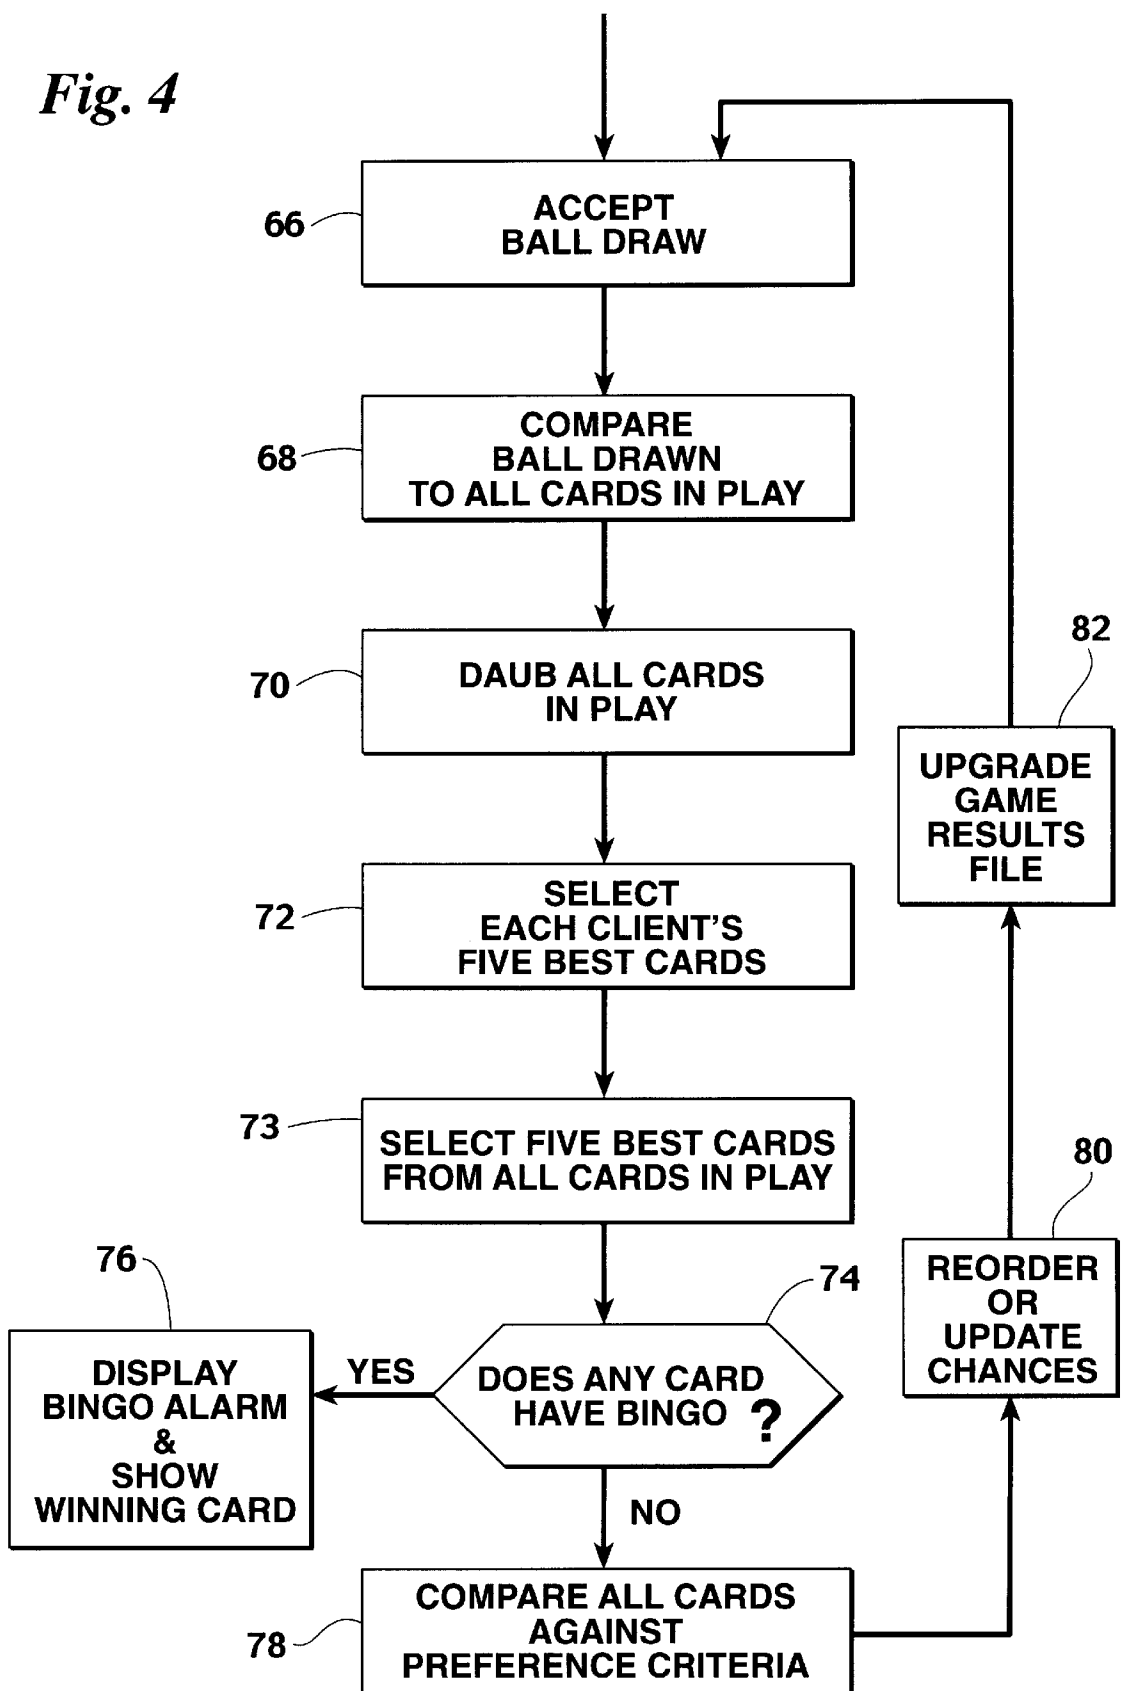 Fig. 4
66
ACCEPT
BALL DRAW
68
COMPARE
BALL DRAWN
TO ALL CARDS IN PLAY
70
DAUB ALL CARDS
IN PLAY
82
UPGRADE
GAME
RESULTS
FILE
72
SELECT
EACH CLIENT'S
FIVE BEST CARDS
73
SELECT FIVE BEST CARDS
FROM ALL CARDS IN PLAY
80
REORDER
OR
UPDATE
CHANCES
76
DISPLAY
BINGO ALARM
&
SHOW
WINNING CARD
YES
74
DOES ANY CARD
HAVE BINGO ?
NO
78
COMPARE ALL CARDS
AGAINST
PREFERENCE CRITERIA